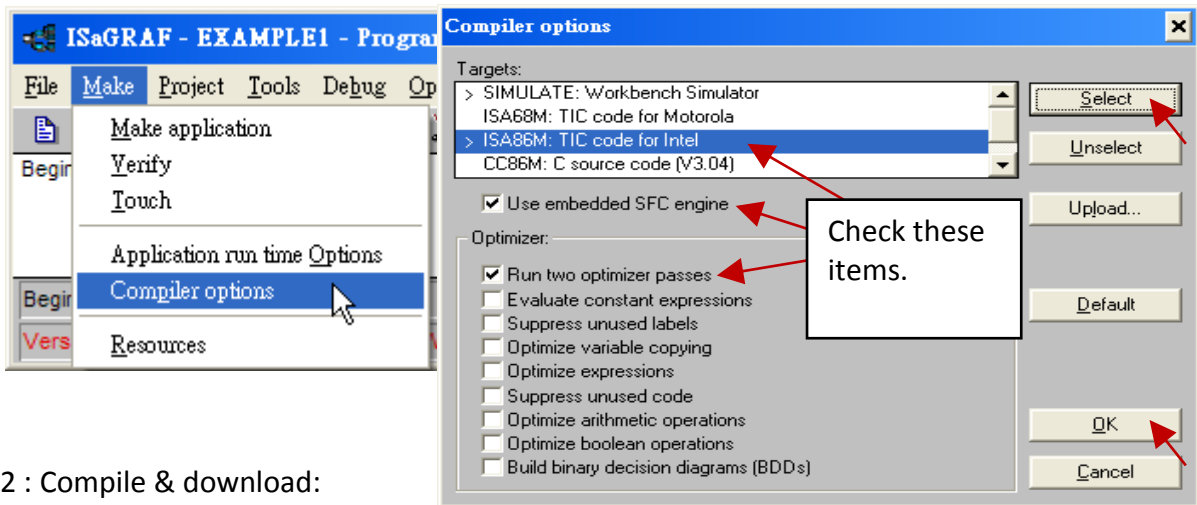 ISaGRAF - EXAMPLE1 - Progra
File Make Project Tools Debug Op
Make application
Verify
Touch
Application run time Options
Compiler options
Resources
Begin
Begin
Vers
Compiler options
Targets:
> SIMULATE: Workbench Simulator
ISA68M: TIC code for Motorola
> ISA86M: TIC code for Intel
CC86M: C source code (V3.04)
Select
Unselect
Upload...
Default
OK
Cancel
Use embedded SFC engine
Optimizer:
Run two optimizer passes
Evaluate constant expressions
Suppress unused labels
Optimize variable copying
Optimize expressions
Suppress unused code
Optimize arithmetic operations
Optimize boolean operations
Build binary decision diagrams (BDDs)
Check these
items.
2 : Compile & download: